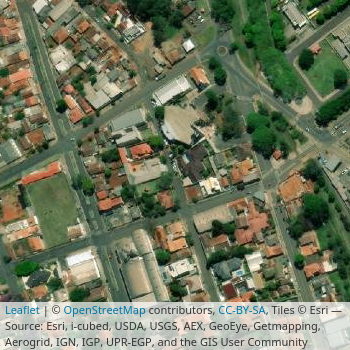 Leaflet | © OpenStreetMap contributors, CC-BY-SA, Tiles © Esri —
Source: Esri, i-cubed, USDA, USGS, AEX, GeoEye, Getmapping,
Aerogrid, IGN, IGP, UPR-EGP, and the GIS User Community